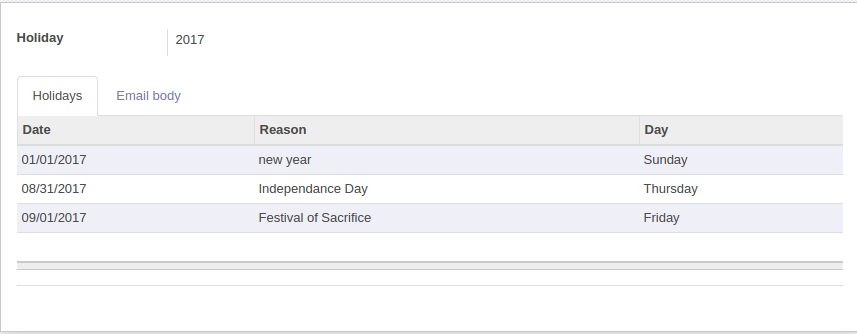 Holiday 2017
Holidays Email body
Date Reason Day
01/01/2017 new year Sunday
08/31/2017 Independance Day Thursday
09/01/2017 Festival of Sacrifice Friday